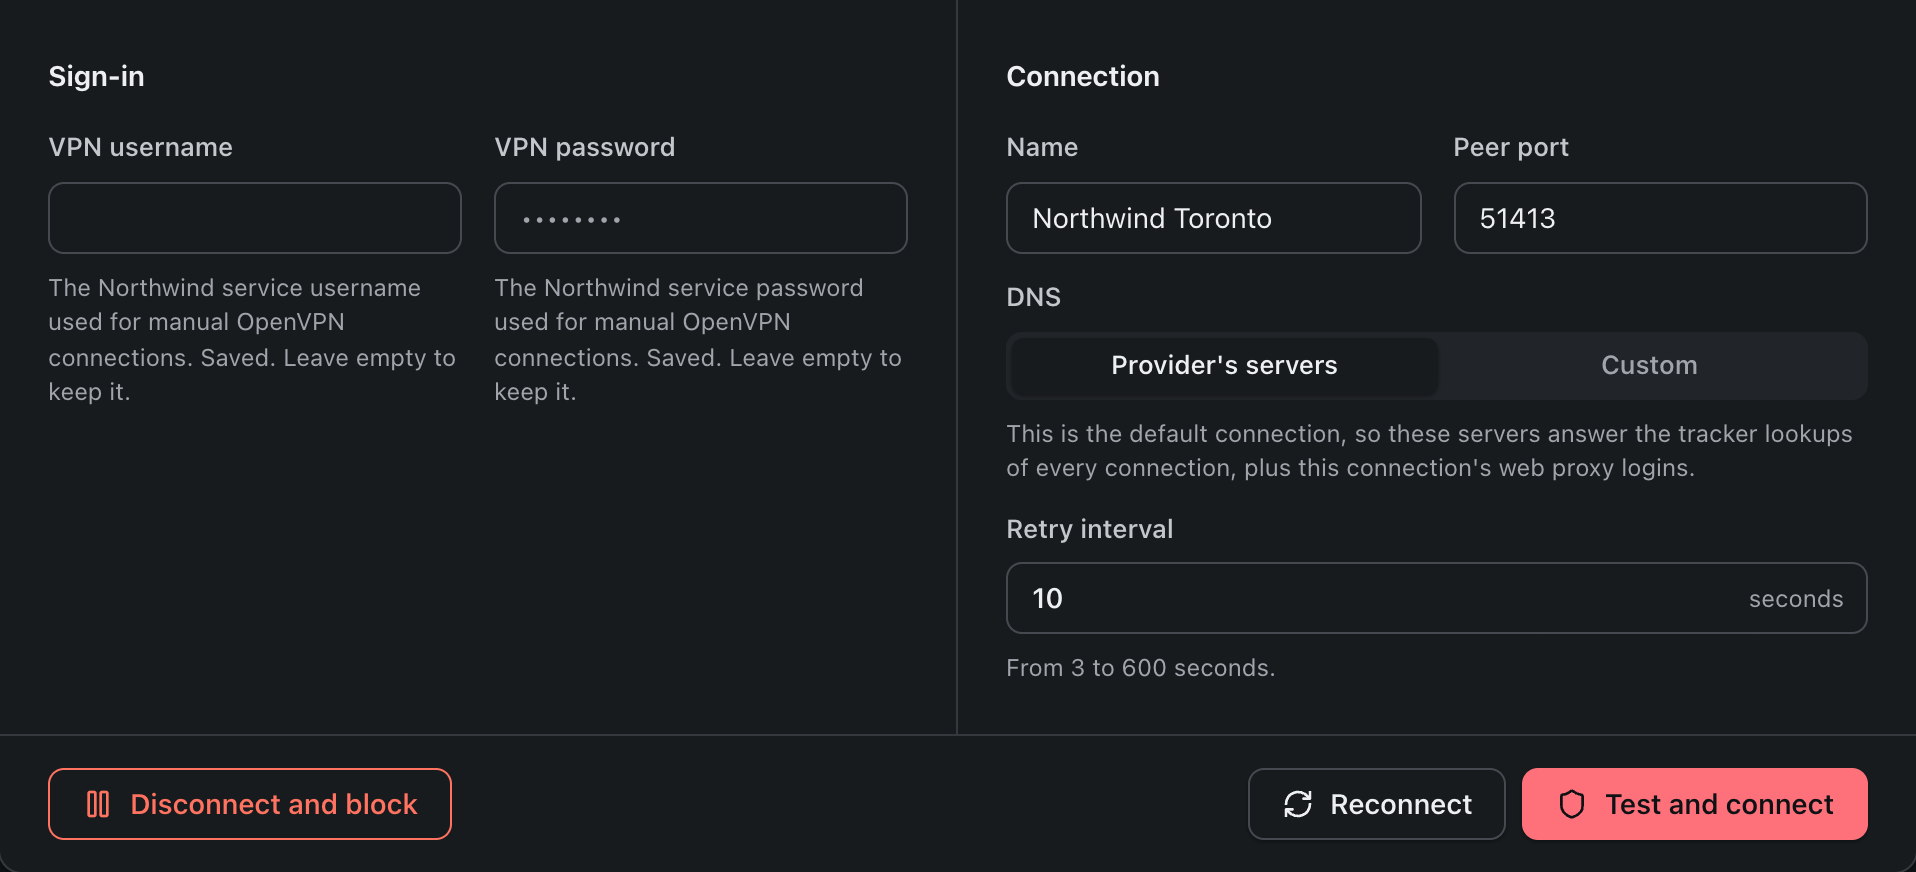 Sign-in
VPN username
VPN password
••••••••
The Northwind service username
used for manual OpenVPN
connections. Saved. Leave empty to
keep it.
The Northwind service password
used for manual OpenVPN
connections. Saved. Leave empty to
keep it.
Connection
Name
Peer port
Northwind Toronto
51413
DNS
Provider's servers
Custom
This is the default connection, so these servers answer the tracker lookups
of every connection, plus this connection's web proxy logins.
Retry interval
10
seconds
From 3 to 600 seconds.
Disconnect and block
Reconnect
Test and connect